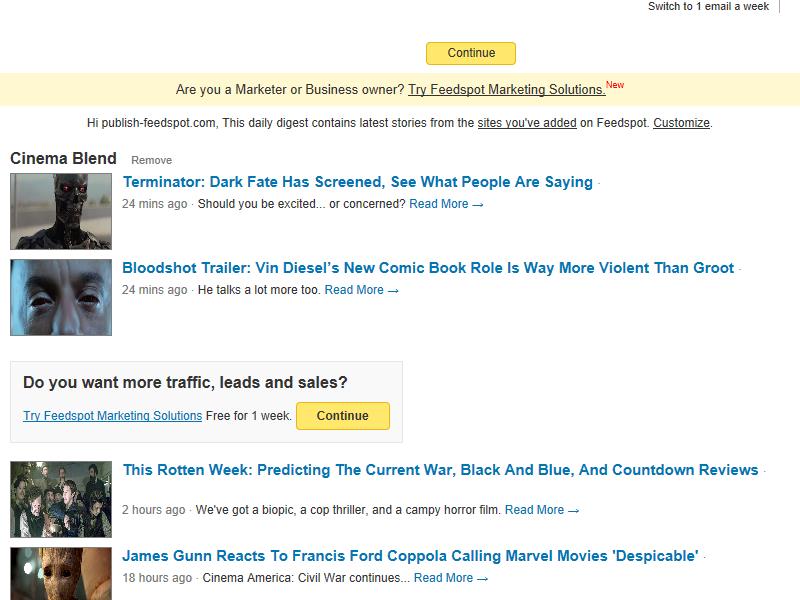 Switch to 1 email a week
Continue
Are you a Marketer or Business owner? Try Feedspot Marketing Solutions.New
Hi publish-feedspot.com, This daily digest contains latest stories from the sites you've added on Feedspot. Customize.
Cinema Blend Remove
Terminator: Dark Fate Has Screened, See What People Are Saying ·
24 mins ago · Should you be excited... or concerned? Read More →
Bloodshot Trailer: Vin Diesel’s New Comic Book Role Is Way More Violent Than Groot ·
24 mins ago · He talks a lot more too. Read More →
Do you want more traffic, leads and sales?
Try Feedspot Marketing Solutions Free for 1 week. Continue
This Rotten Week: Predicting The Current War, Black And Blue, And Countdown Reviews ·
2 hours ago · We've got a biopic, a cop thriller, and a campy horror film. Read More →
James Gunn Reacts To Francis Ford Coppola Calling Marvel Movies 'Despicable' ·
18 hours ago · Cinema America: Civil War continues... Read More →